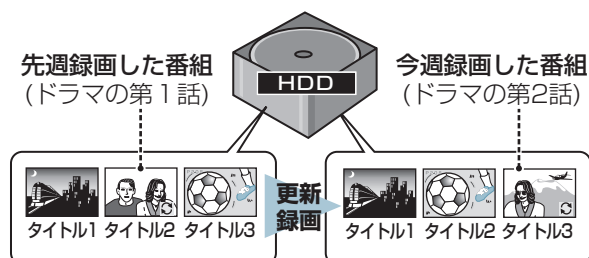 先週録画した番組
(ドラマの第1話)
HDD
今週録画した番組
(ドラマの第2話)
タイトル1 タイトル2 タイトル3
更新
録画
タイトル1 タイトル2 タイトル3